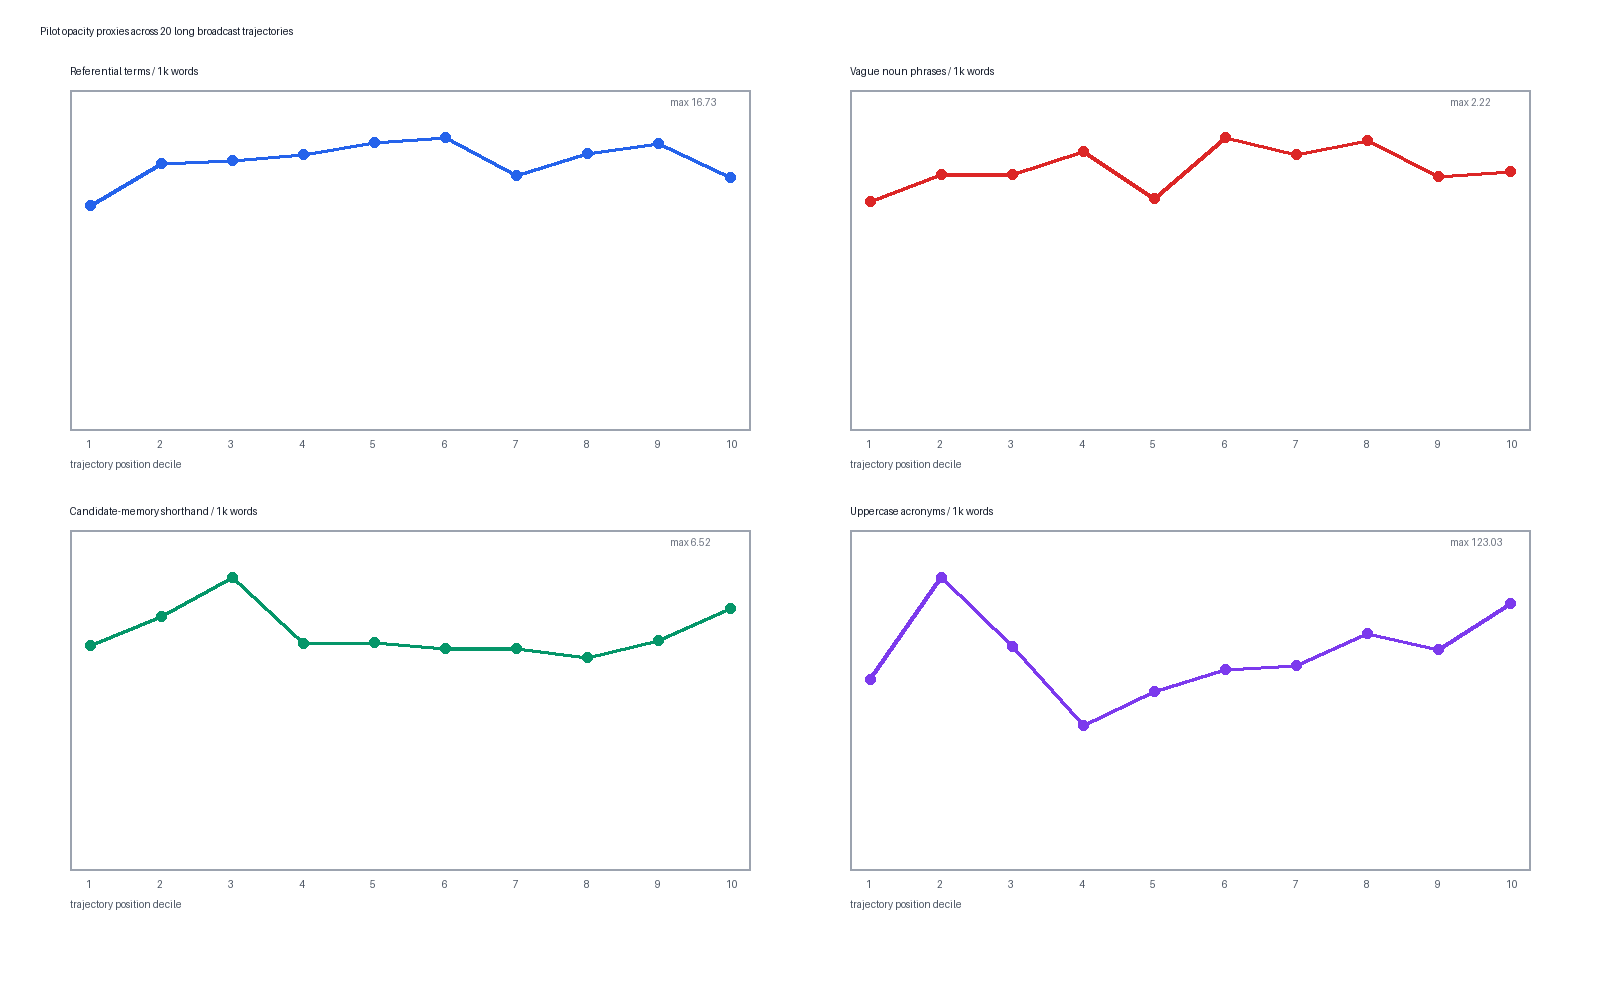 Pilot opacity proxies across 20 long broadcast trajectories
Referential terms / 1k words
max 16.73
1 2 3 4 5 6 7 8 9 10
trajectory position decile
Vague noun phrases / 1k words
max 2.22
1 2 3 4 5 6 7 8 9 10
trajectory position decile
Candidate-memory shorthand / 1k words
max 6.52
1 2 3 4 5 6 7 8 9 10
trajectory position decile
Uppercase acronyms / 1k words
max 123.03
1 2 3 4 5 6 7 8 9 10
trajectory position decile